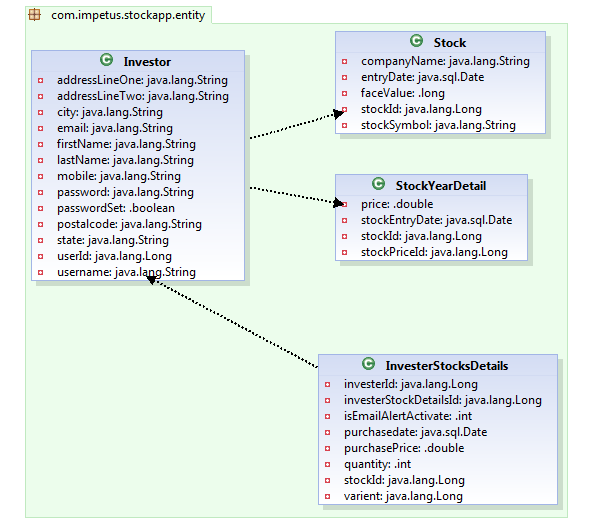 com.impetus.stockapp.entity
Investor
addressLineOne: java.lang.String
addressLineTwo: java.lang.String
city: java.lang.String
email: java.lang.String
firstName: java.lang.String
lastName: java.lang.String
mobile: java.lang.String
password: java.lang.String
passwordSet: .boolean
postalcode: java.lang.String
state: java.lang.String
userId: java.lang.Long
username: java.lang.String
Stock
companyName: java.lang.String
entryDate: java.sql.Date
faceValue: .long
stockId: java.lang.Long
stockSymbol: java.lang.String
StockYearDetail
price: .double
stockEntryDate: java.sql.Date
stockId: java.lang.Long
stockPriceId: java.lang.Long
InvesterStocksDetails
investerId: java.lang.Long
investerStockDetailsId: java.lang.Long
isEmailAlertActivate: .int
purchasedate: java.sql.Date
purchasePrice: .double
quantity: .int
stockId: java.lang.Long
varient: java.lang.Long